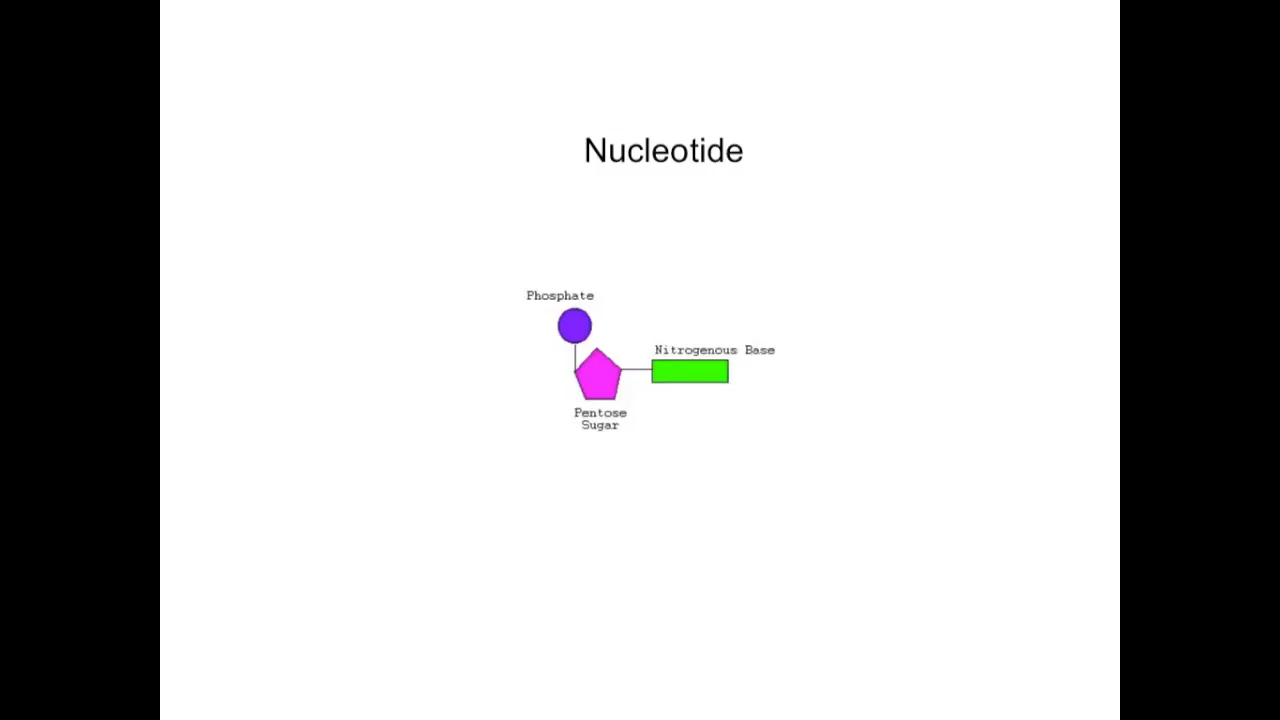 Nucleotide
Phosphate
Nitrogenous Base
Pentose
Sugar